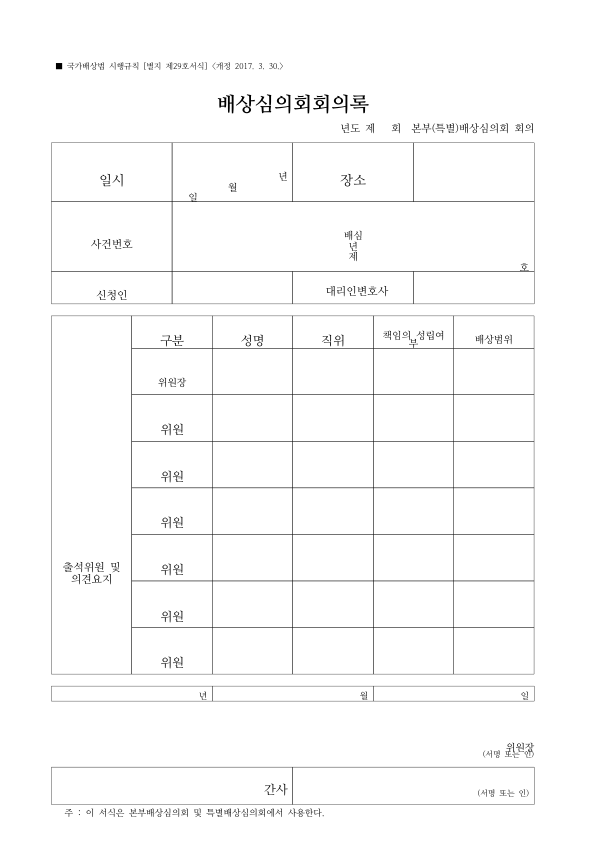 ■ 국가배상법 시행규칙 [별지 제29호서식] <개정 2017. 3. 30.>
배상심의회회의록
년도 제 회 본부(특별)배상심의회 회의
일시 년 장소
월
일
사건번호 배심
년
제
호
신청인 대리인변호사
구분 성명 직위 책임의 성립여 배상범위
부
위원장
위원
위원
위원
위원
출석위원 및
의견요지
위원
위원
년 월 일
위원장
(서명 또는 인)
간사 (서명 또는 인)
주 : 이 서식은 본부배상심의회 및 특별배상심의회에서 사용한다.